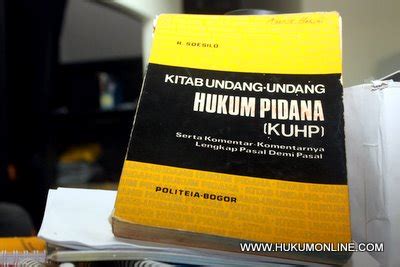 R. SOESILO
KITAB UNDANG-UNDANG
HUKUM PIDANA
(KUHP)
Serta Komentar-Komentarnya
Lengkap Pasal Demi Pasal
POLITEIA-BOGOR
WWW.HUKUMONLINE.COM